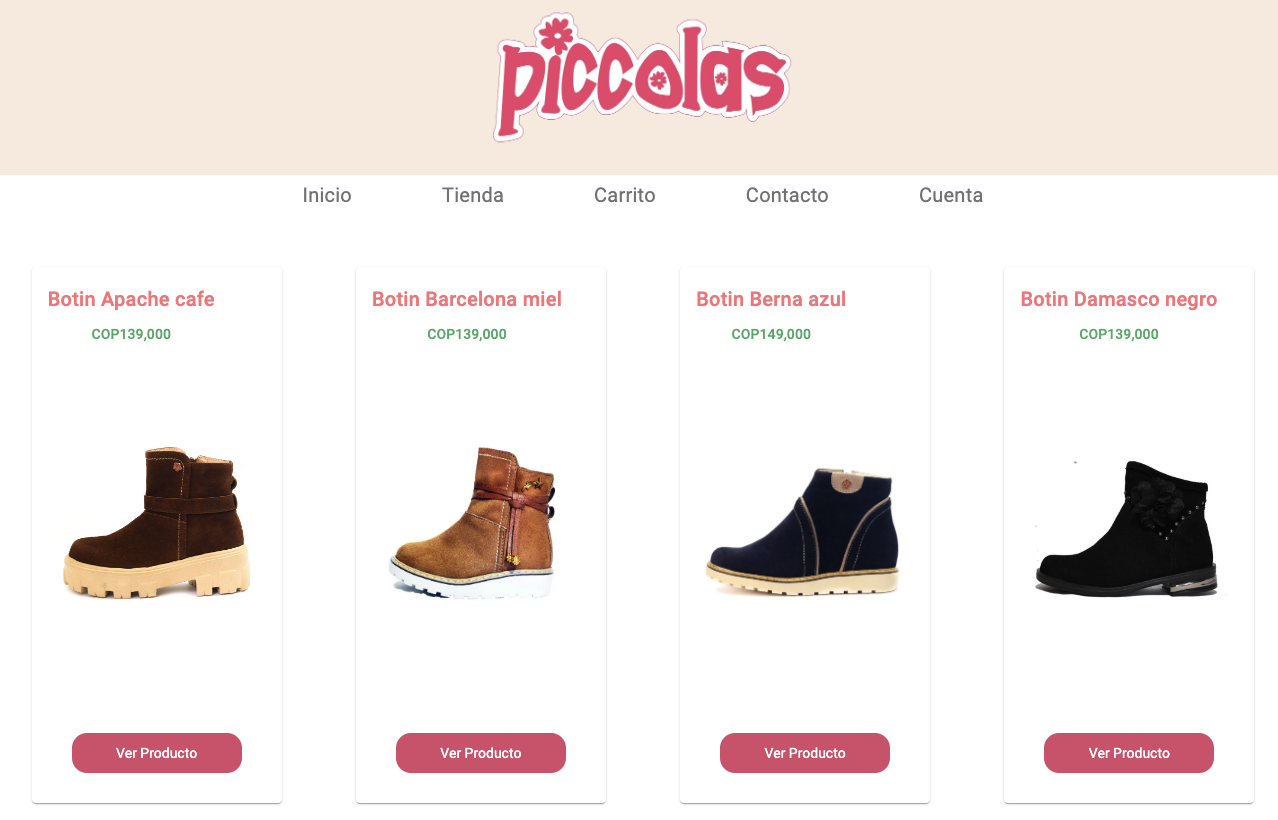 piccolas
Inicio Tienda Carrito Contacto Cuenta
Botin Apache cafe
COP139,000
Ver Producto
Botin Barcelona miel
COP139,000
Ver Producto
Botin Berna azul
COP149,000
Ver Producto
Botin Damasco negro
COP139,000
Ver Producto